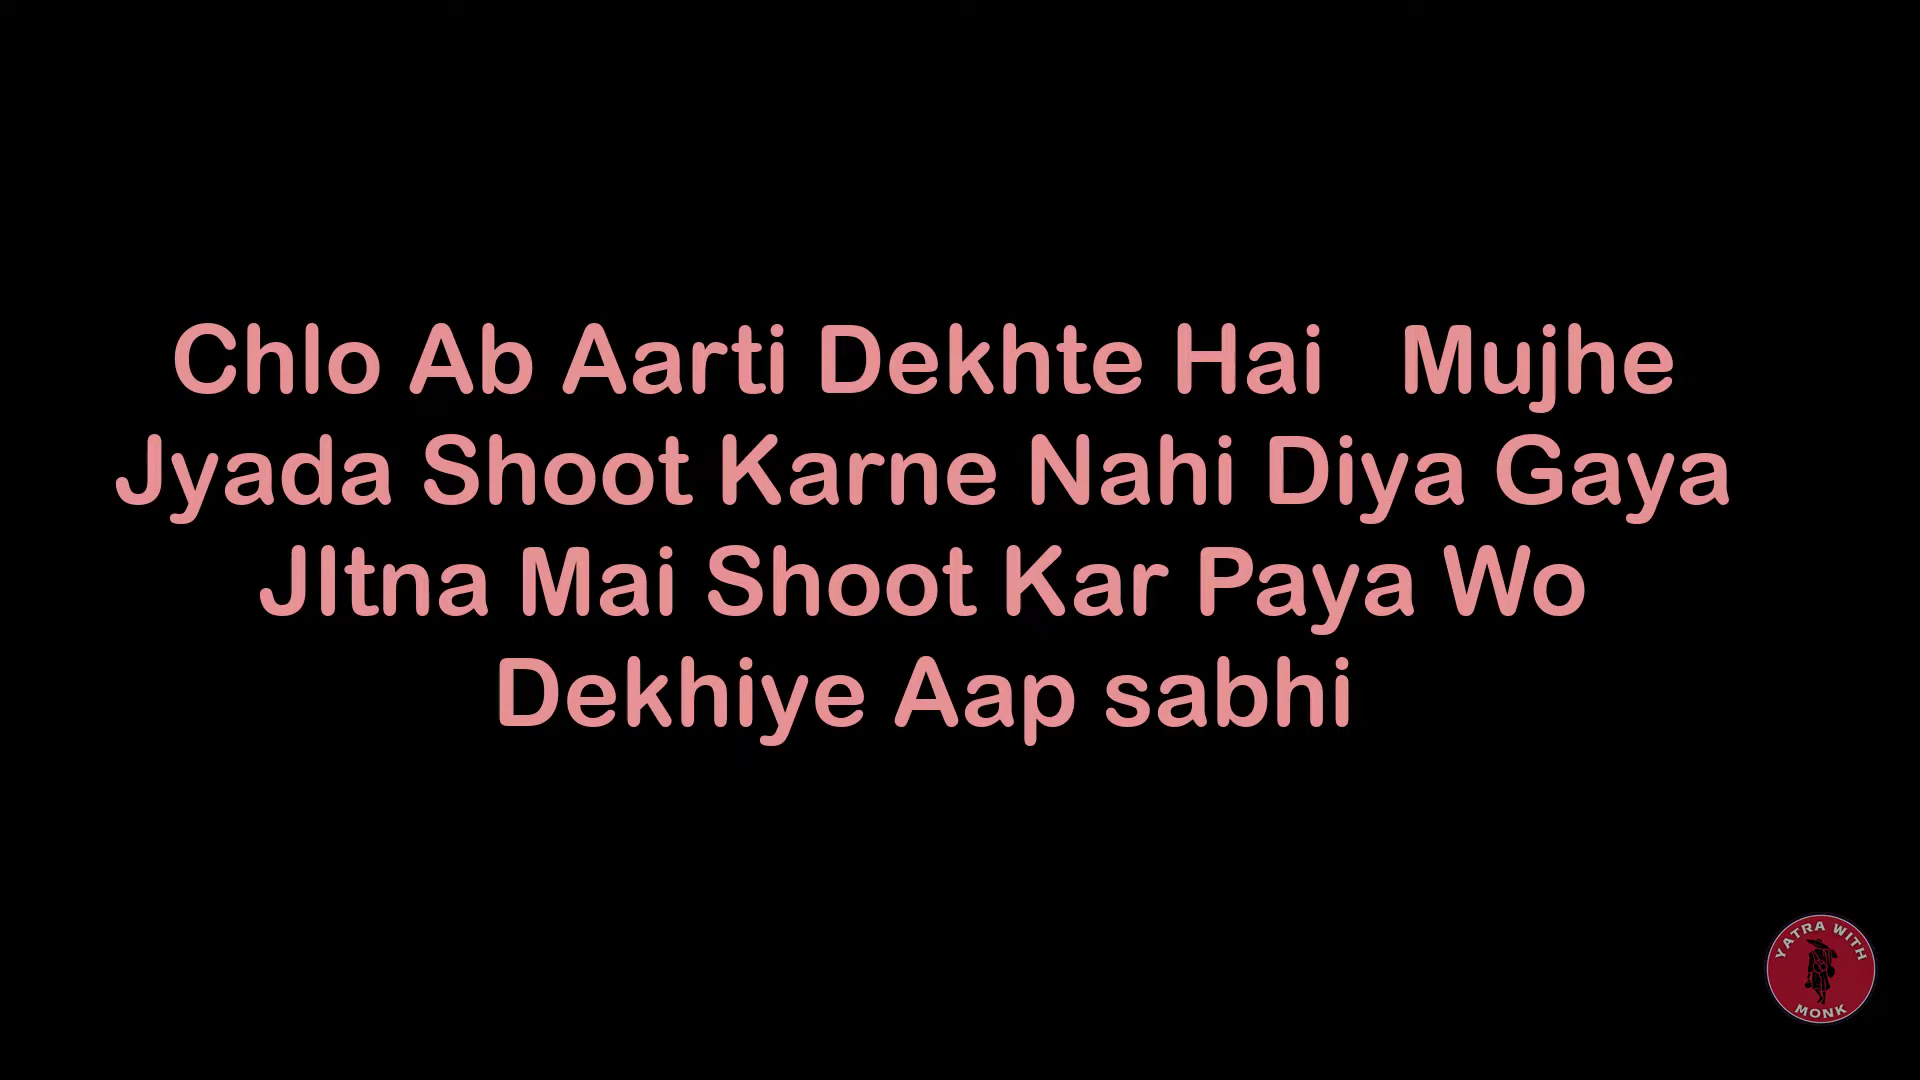 Chlo Ab Aarti Dekhte Hai   Mujhe
Jyada Shoot Karne Nahi Diya Gaya
JItna Mai Shoot Kar Paya Wo
Dekhiye Aap sabhi
YATRA WITH
MONK